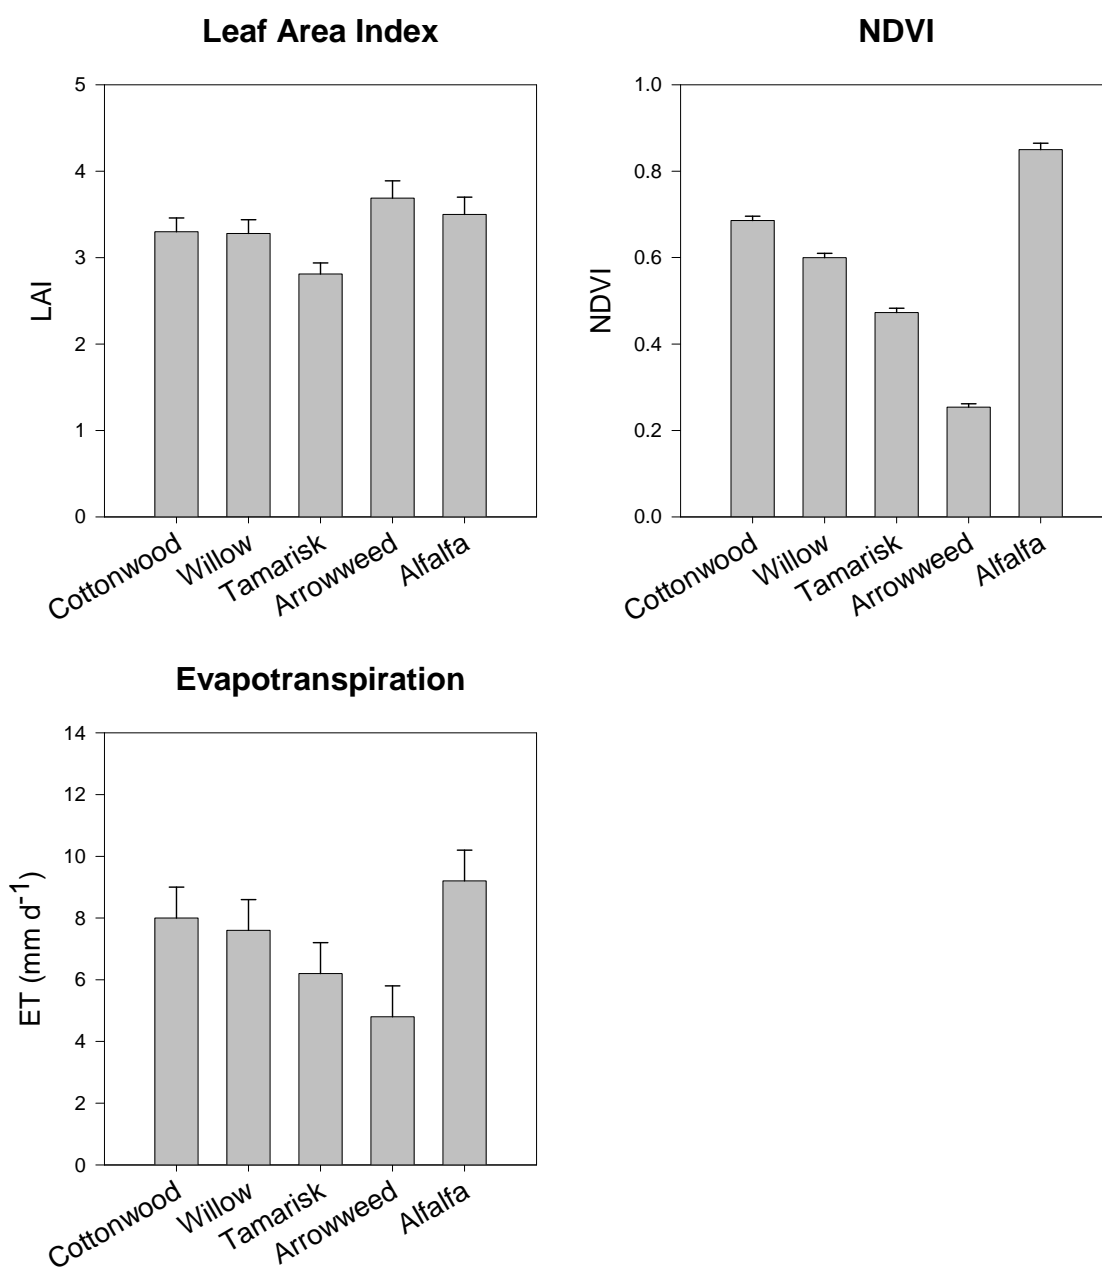 Leaf Area Index
LAI
5
4
3
2
1
0
Cottonwood
Willow
Tamarisk
Arrowweed
Alfalfa
NDVI
NDVI
1.0
0.8
0.6
0.4
0.2
0.0
Cottonwood
Willow
Tamarisk
Arrowweed
Alfalfa
Evapotranspiration
ET (mm d⁻¹)
14
12
10
8
6
4
2
0
Cottonwood
Willow
Tamarisk
Arrowweed
Alfalfa